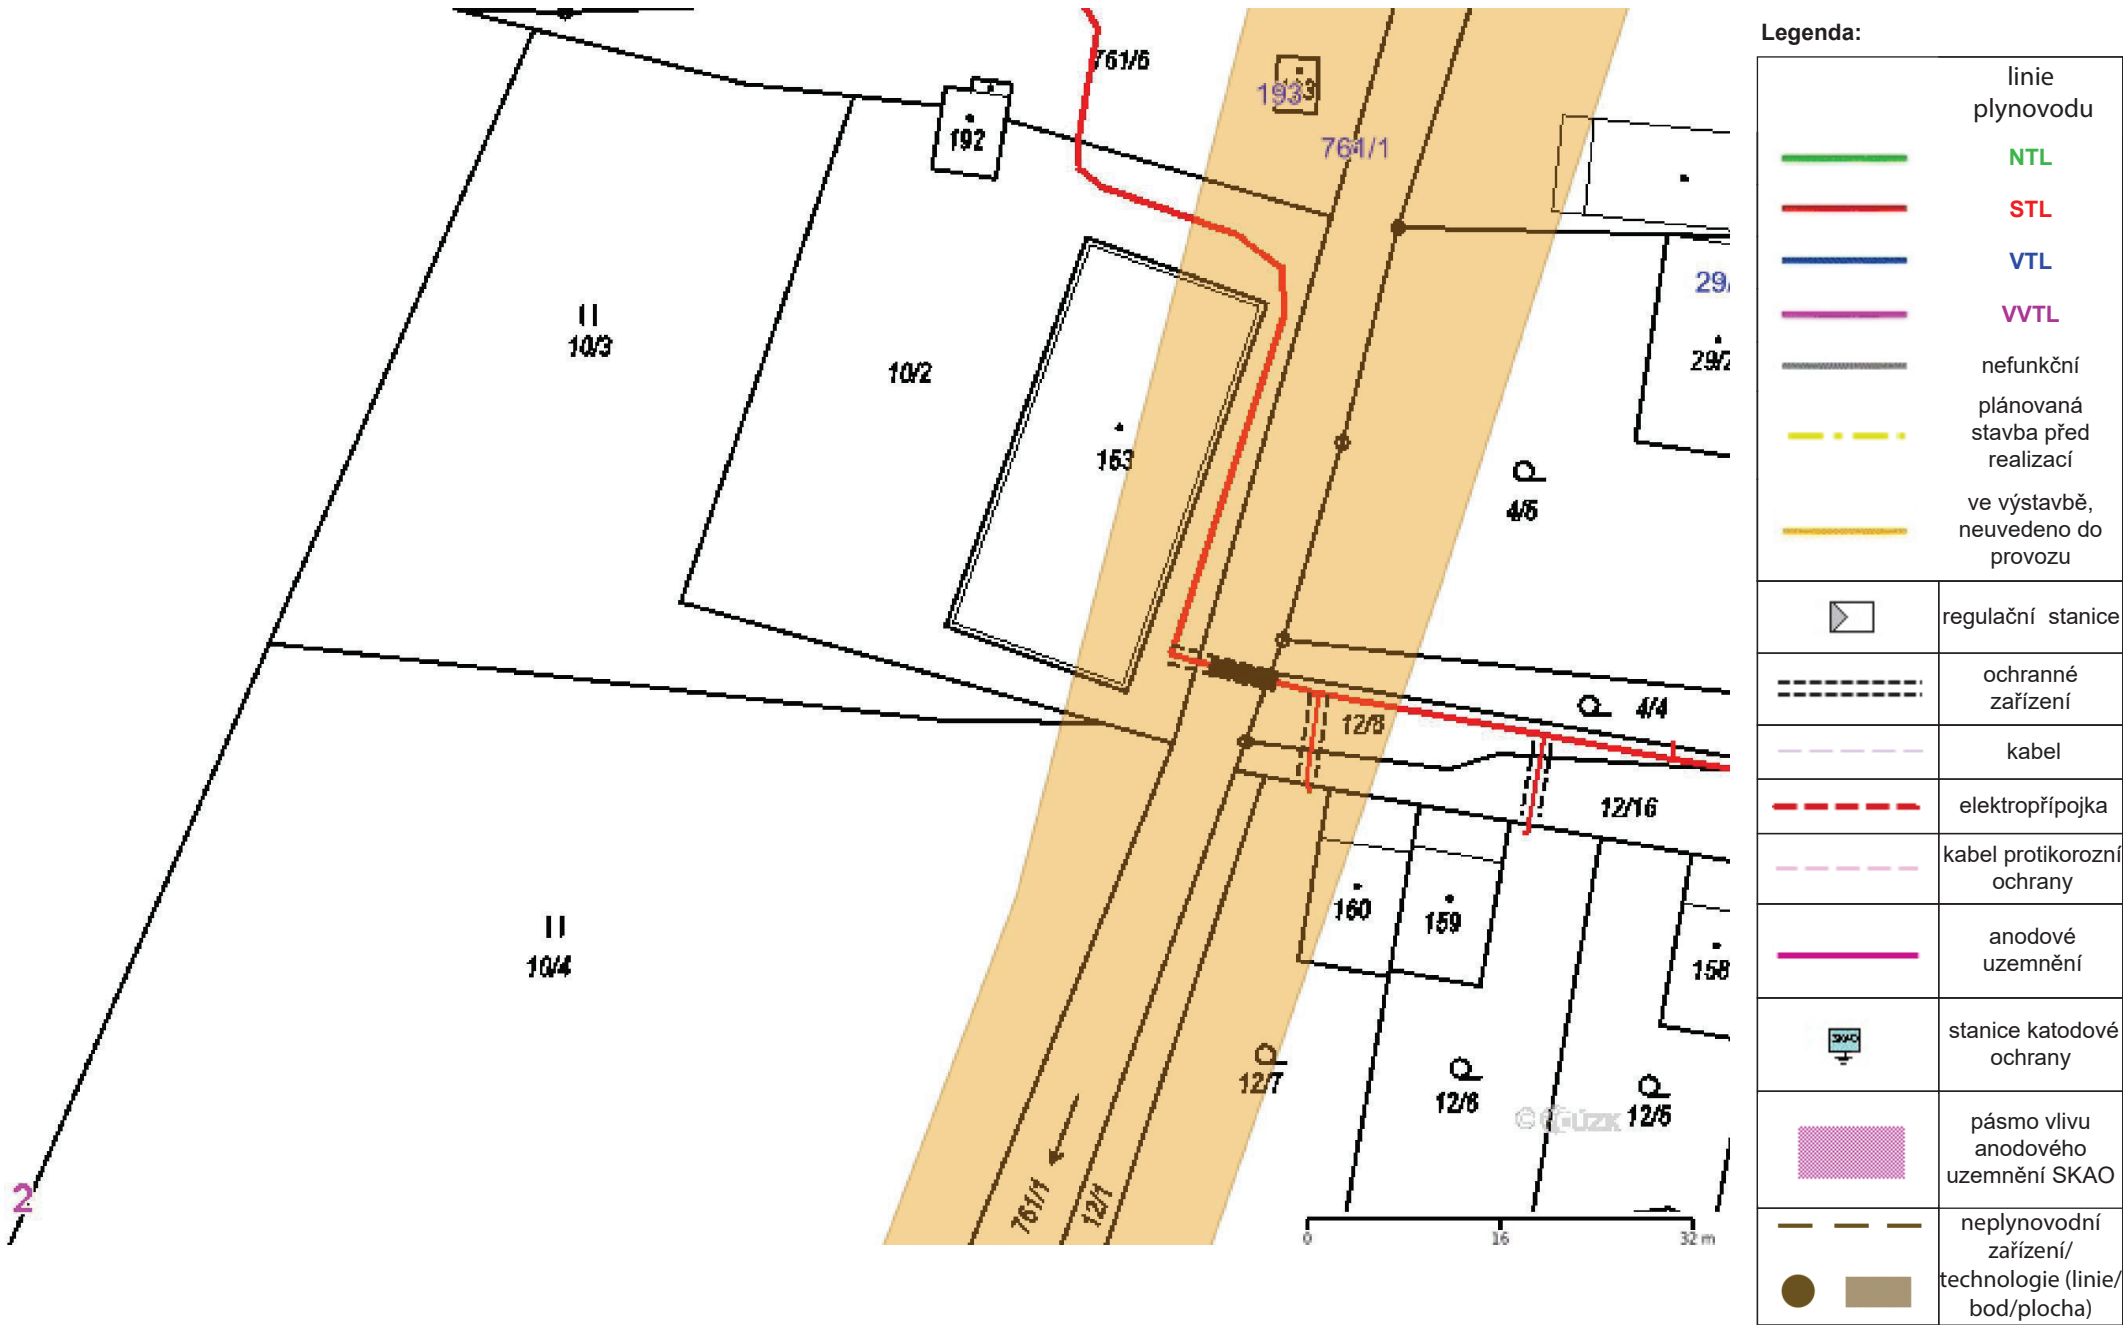 761/6
193
761/1
192
10/3
10/2
153
29/2
4/5
4/4
12/8
12/16
160
159
158
10/4
12/7
12/6
12/5
761/1
12/1
2
0 16 32 m
Legenda:
linie
plynovodu
NTL
STL
VTL
VVTL
nefunkční
plánovaná
stavba před
realizací
ve výstavbě,
neuvedeno do
provozu
regulační stanice
ochranné
zařízení
kabel
elektropřípojka
kabel protikorozní
ochrany
anodové
uzemnění
SKAO
stanice katodové
ochrany
pásmo vlivu
anodového
uzemnění SKAO
neplynovodní
zařízení/
technologie (linie/
bod/plocha)